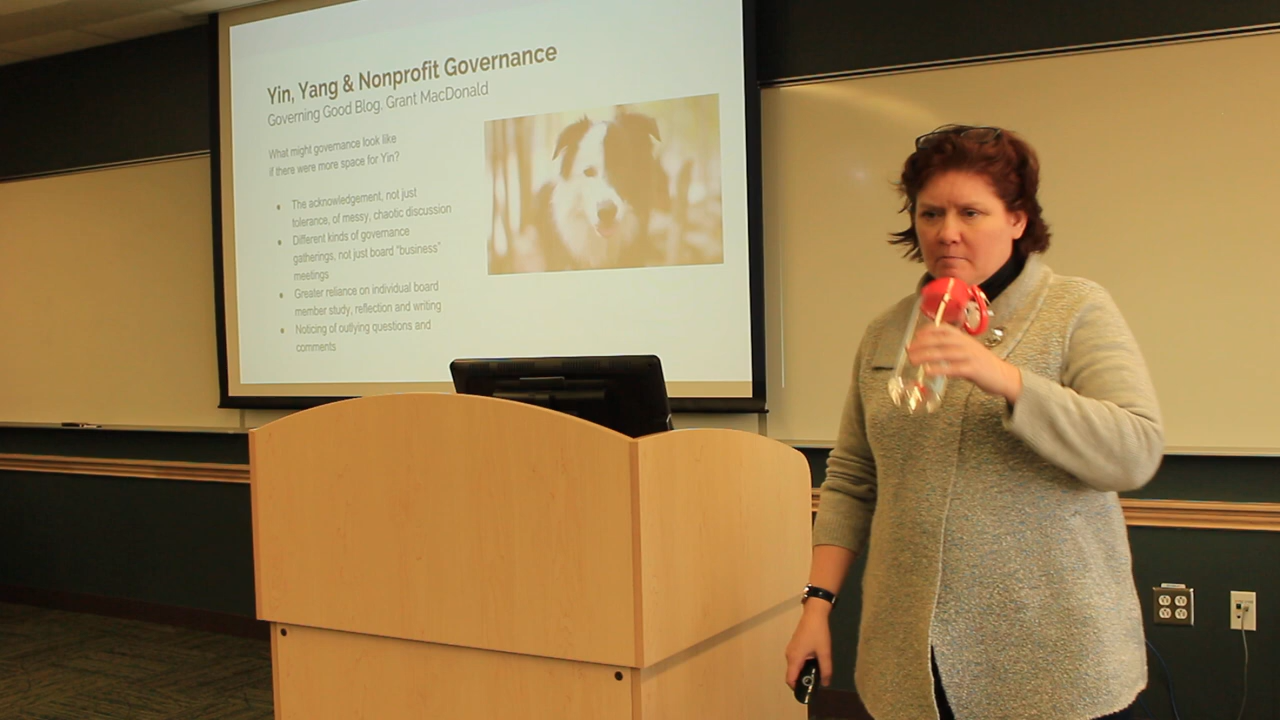 Yin, Yang & Nonprofit Governance
Governing Good Blog. Grant MacDonald
What might governance look like
if there were more space for Yin?
● The acknowledgement, not just
tolerance, of messy, chaotic discussion
● Different kinds of governance
gatherings, not just board "business"
meetings
● Greater reliance on individual board
member study, reflection and writing
● Noticing of outlying questions and
comments